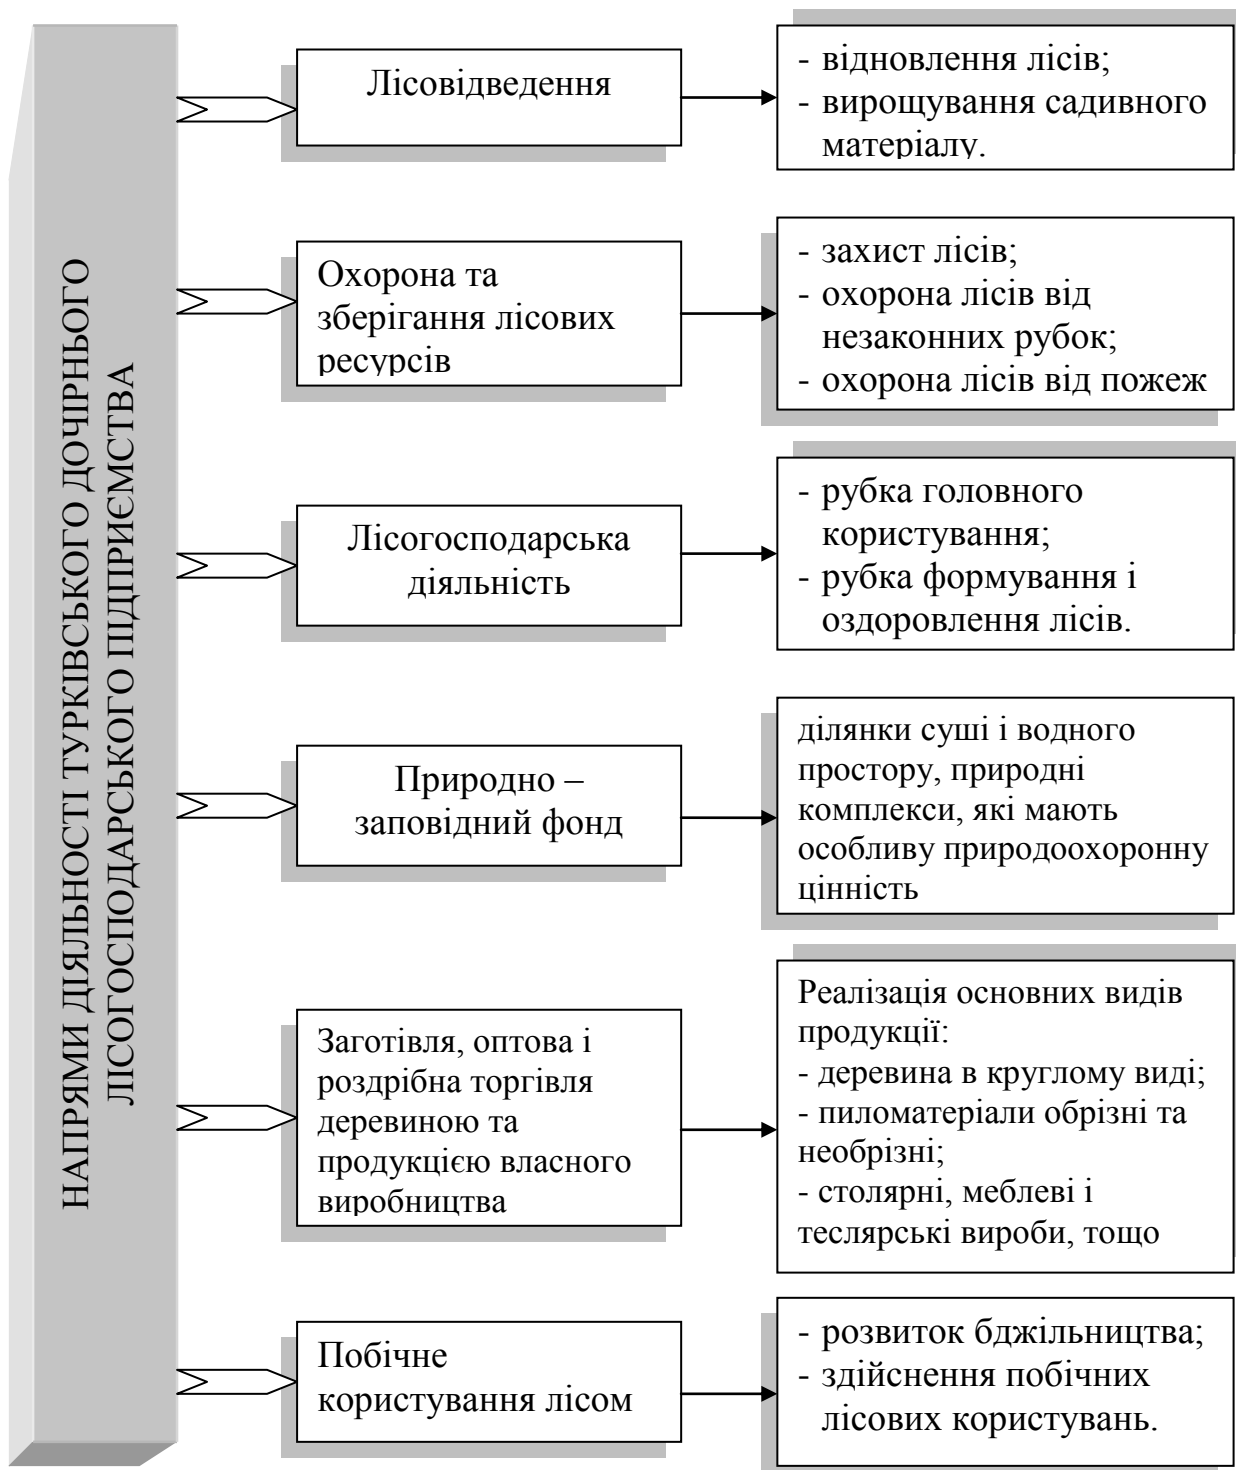 НАПРЯМИ ДІЯЛЬНОСТІ ТУРКІВСЬКОГО ДОЧІРНЬОГО
ЛІСОГОСПОДАРСЬКОГО ПІДПРИЄМСТВА
Лісовідведення
- відновлення лісів;
- вирощування садивного
матеріалу.
Охорона та
зберігання лісових
ресурсів
- захист лісів;
- охорона лісів від
незаконних рубок;
- охорона лісів від пожеж
Лісогосподарська
діяльність
- рубка головного
користування;
- рубка формування і
оздоровлення лісів.
Природно –
заповідний фонд
ділянки суші і водного
простору, природні
комплекси, які мають
особливу природоохоронну
цінність
Заготівля, оптова і
роздрібна торгівля
деревиною та
продукцією власного
виробництва
Реалізація основних видів
продукції:
- деревина в круглому виді;
- пиломатеріали обрізні та
необрізні;
- столярні, меблеві і
теслярські вироби, тощо
Побічне
користування лісом
- розвиток бджільництва;
- здійснення побічних
лісових користувань.